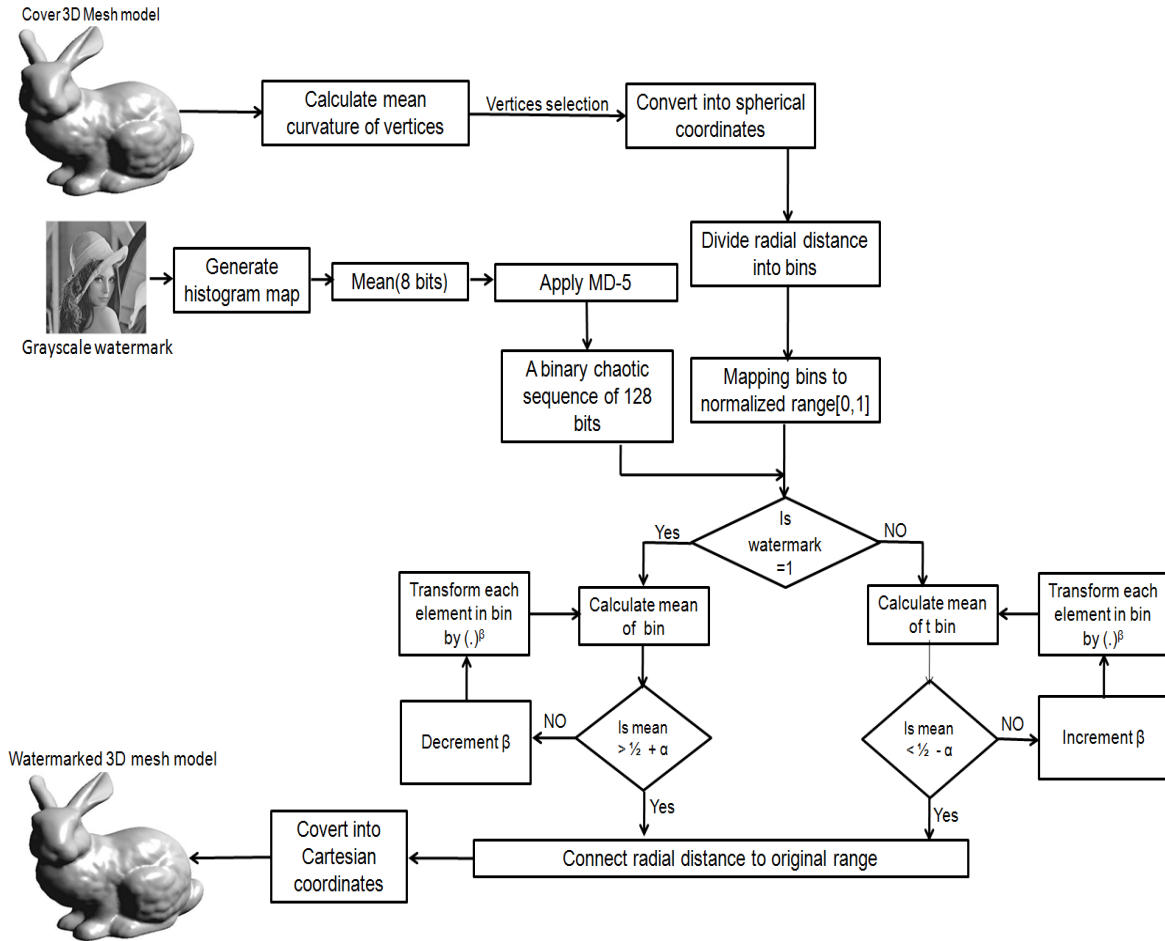 Cover 3D Mesh model
Calculate mean
curvature of vertices
Vertices selection
Convert into spherical
coordinates
Divide radial distance
into bins
Generate
histogram map
Mean(8 bits)
Apply MD-5
Grayscale watermark
A binary chaotic
sequence of 128
bits
Mapping bins to
normalized range[0,1]
Is
watermark
=1
Yes
NO
Transform each
element in bin
by (.)^β
Calculate mean
of bin
Calculate mean
of t bin
Transform each
element in bin
by (.)^β
Decrement β
NO
Is mean
> ½ + α
Is mean
< ½ - α
NO
Increment β
Yes
Yes
Watermarked 3D mesh model
Covert into
Cartesian
coordinates
Connect radial distance to original range